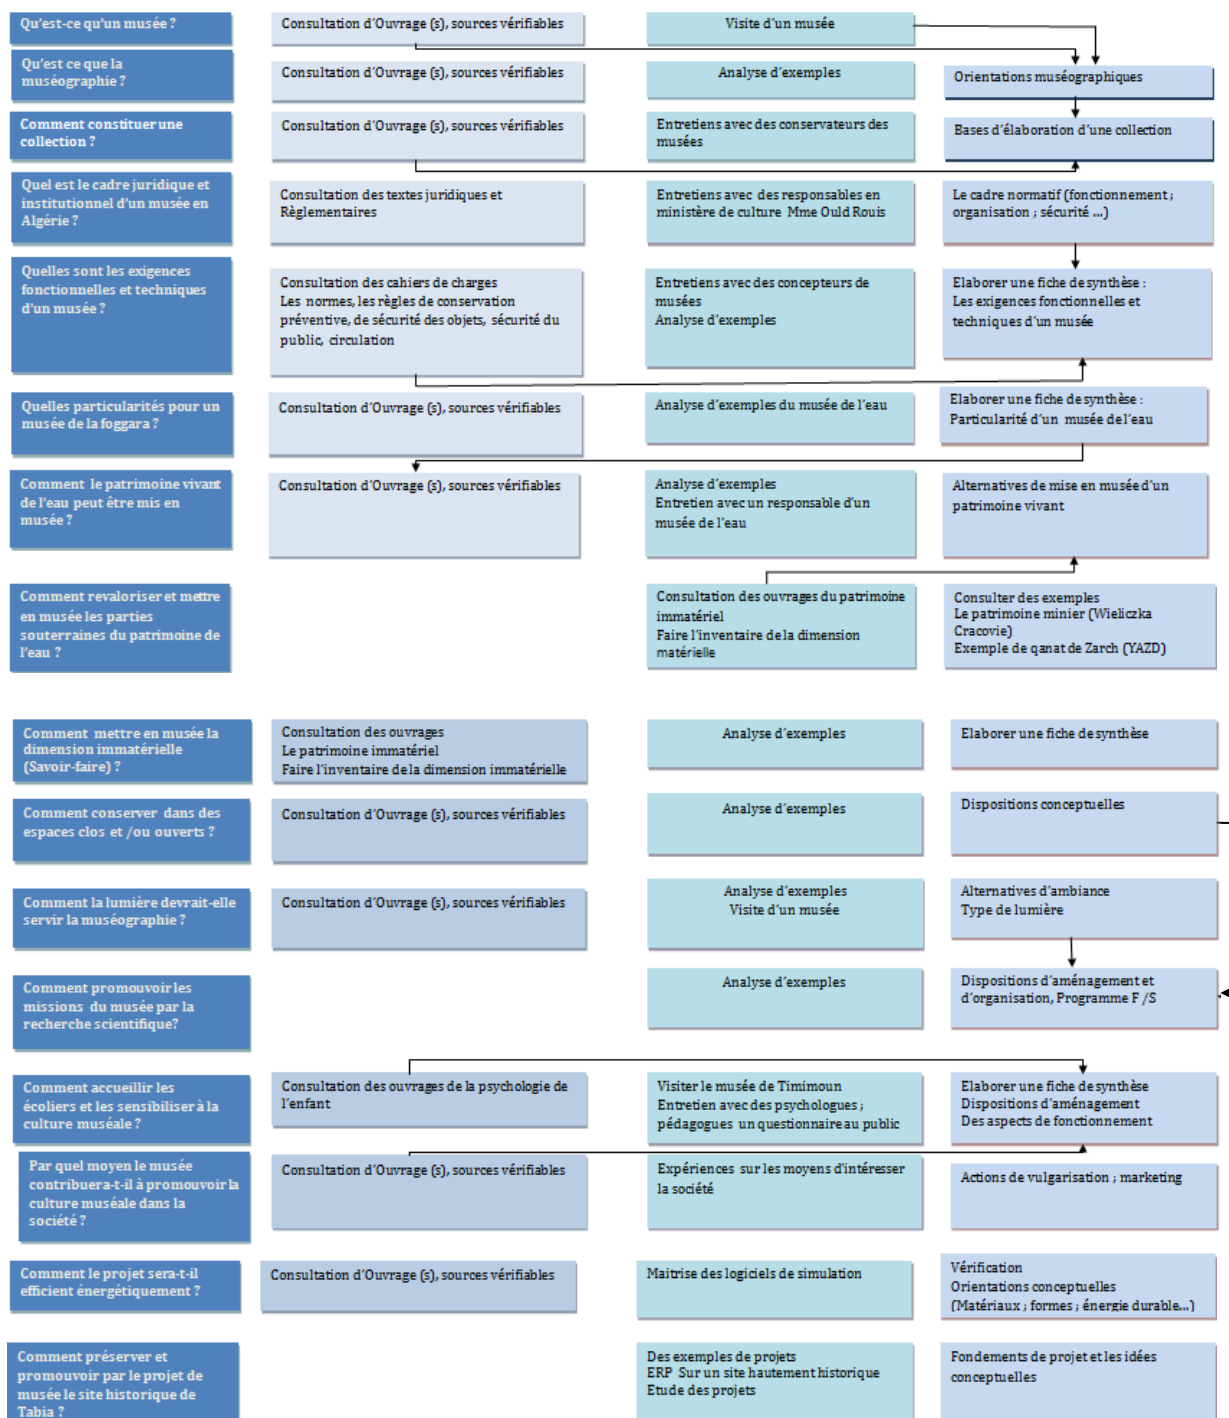 Qu'est-ce qu'un musée ?
Consultation d'Ouvrage (s), sources vérifiables
Visite d'un musée
Qu'est ce que la
muséographie ?
Consultation d'Ouvrage (s), sources vérifiables
Analyse d'exemples
Orientations muséographiques
Comment constituer une
collection ?
Consultation d'Ouvrage (s), sources vérifiables
Entretiens avec des conservateurs des
musées
Bases d'élaboration d'une collection
Quel est le cadre juridique et
institutionnel d'un musée en
Algérie ?
Consultation des textes juridiques et
Règlementaires
Entretiens avec des responsables en
ministère de culture Mme Ould Rouis
Le cadre normatif (fonctionnement ;
organisation ; sécurité ...)
Quelles sont les exigences
fonctionnelles et techniques
d'un musée ?
Consultation des cahiers de charges
Les normes, les règles de conservation
préventive, de sécurité des objets, sécurité du
public, circulation
Entretiens avec des concepteurs de
musées
Analyse d'exemples
Elaborer une fiche de synthèse :
Les exigences fonctionnelles et
techniques d'un musée
Quelles particularités pour un
musée de la foggara ?
Consultation d'Ouvrage (s), sources vérifiables
Analyse d'exemples du musée de l'eau
Elaborer une fiche de synthèse :
Particularité d'un musée de l'eau
Comment le patrimoine vivant
de l'eau peut être mis en
musée ?
Consultation d'Ouvrage (s), sources vérifiables
Analyse d'exemples
Entretien avec un responsable d'un
musée de l'eau
Alternatives de mise en musée d'un
patrimoine vivant
Comment revaloriser et mettre
en musée les parties
souterraines du patrimoine de
l'eau ?
Consultation des ouvrages du patrimoine
immatériel
Faire l'inventaire de la dimension
matérielle
Consulter des exemples
Le patrimoine minier (Wieliczka
Cracovie)
Exemple de qanat de Zarch (YAZD)
Comment mettre en musée la
dimension immatérielle
(Savoir-faire) ?
Consultation des ouvrages
Le patrimoine immatériel
Faire l'inventaire de la dimension immatérielle
Analyse d'exemples
Elaborer une fiche de synthèse
Comment conserver dans des
espaces clos et /ou ouverts ?
Consultation d'Ouvrage (s), sources vérifiables
Analyse d'exemples
Dispositions conceptuelles
Comment la lumière devrait-elle
servir la muséographie ?
Consultation d'Ouvrage (s), sources vérifiables
Analyse d'exemples
Visite d'un musée
Alternatives d'ambiance
Type de lumière
Comment promouvoir les
missions du musée par la
recherche scientifique?
Analyse d'exemples
Dispositions d'aménagement et
d'organisation, Programme F /S
Comment accueillir les
écoliers et les sensibiliser à la
culture muséale ?
Consultation des ouvrages de la psychologie de
l'enfant
Visiter le musée de Timimoun
Entretien avec des psychologues ;
pédagogues un questionnaire au public
Elaborer une fiche de synthèse
Dispositions d'aménagement
Des aspects de fonctionnement
Par quel moyen le musée
contribuera-t-il à promouvoir la
culture muséale dans la
société ?
Consultation d'Ouvrage (s), sources vérifiables
Expériences sur les moyens d'intéresser
la société
Actions de vulgarisation ; marketing
Comment le projet sera-t-il
efficient énergétiquement ?
Consultation d'Ouvrage (s), sources vérifiables
Maitrise des logiciels de simulation
Vérification
Orientations conceptuelles
(Matériaux ; formes ; énergie durable...)
Comment préserver et
promouvoir par le projet de
musée le site historique de
Tabia ?
Des exemples de projets
ERP Sur un site hautement historique
Etude des projets
Fondements de projet et les idées
conceptuelles